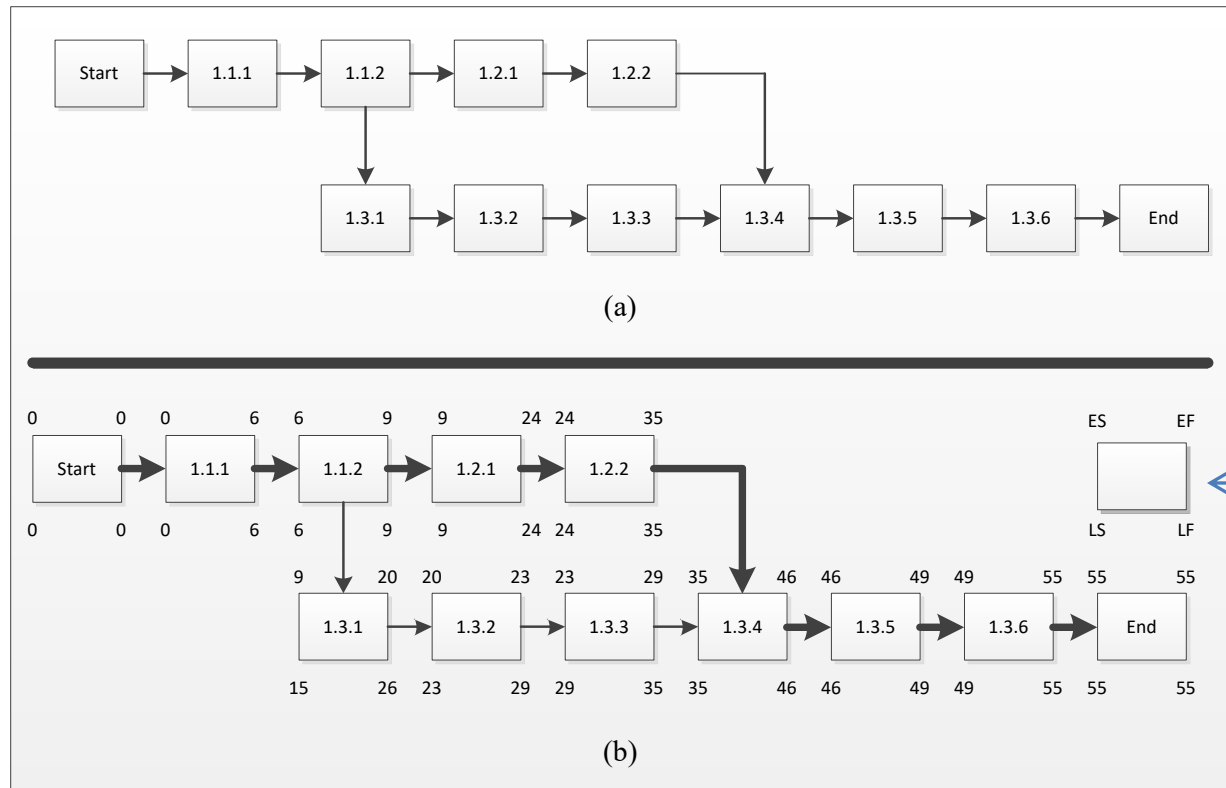 Start 1.1.1 1.1.2 1.2.1 1.2.2
1.3.1 1.3.2 1.3.3 1.3.4 1.3.5 1.3.6 End
(a)
0 0 0 6 6 9 9 24 24 35 ES EF
Start 1.1.1 1.1.2 1.2.1 1.2.2
0 0 0 6 6 9 9 24 24 35 LS LF
9 20 20 23 23 29 35 46 46 49 49 55 55 55
1.3.1 1.3.2 1.3.3 1.3.4 1.3.5 1.3.6 End
15 26 23 29 29 35 35 46 46 49 49 55 55 55
(b)